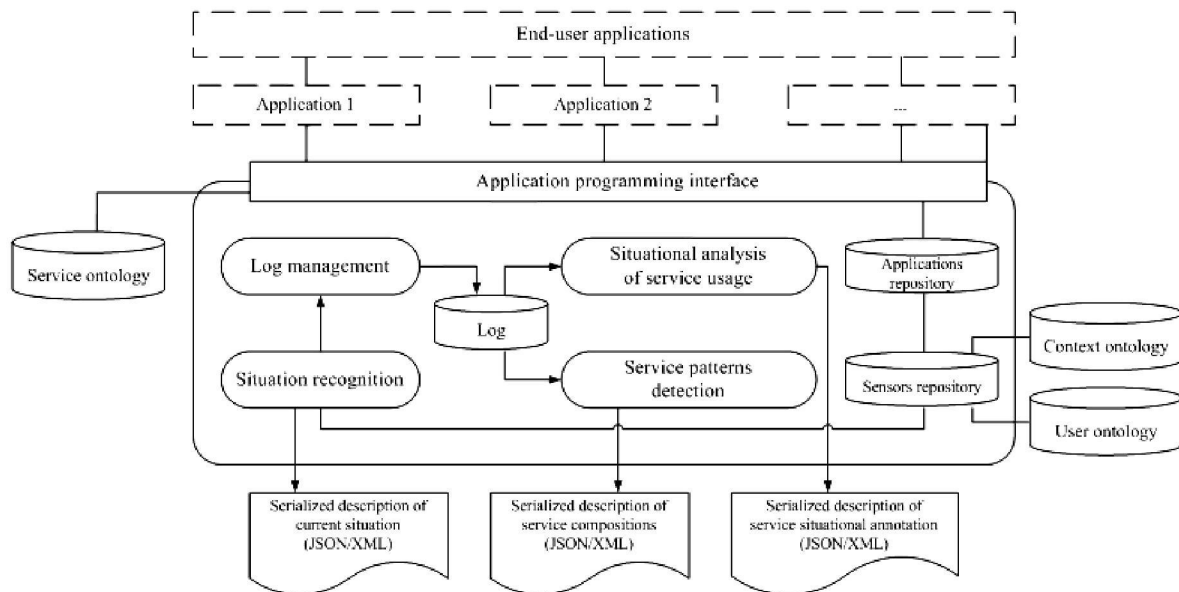 End-user applications
Application 1
Application 2
...
Application programming interface
Service ontology
Log management
Situational analysis
of service usage
Applications
repository
Log
Context ontology
Situation recognition
Service patterns
detection
Sensors repository
User ontology
Serialized description of
current situation
(JSON/XML)
Serialized description of
service compositions
(JSON/XML)
Serialized description of
service situational annotation
(JSON/XML)